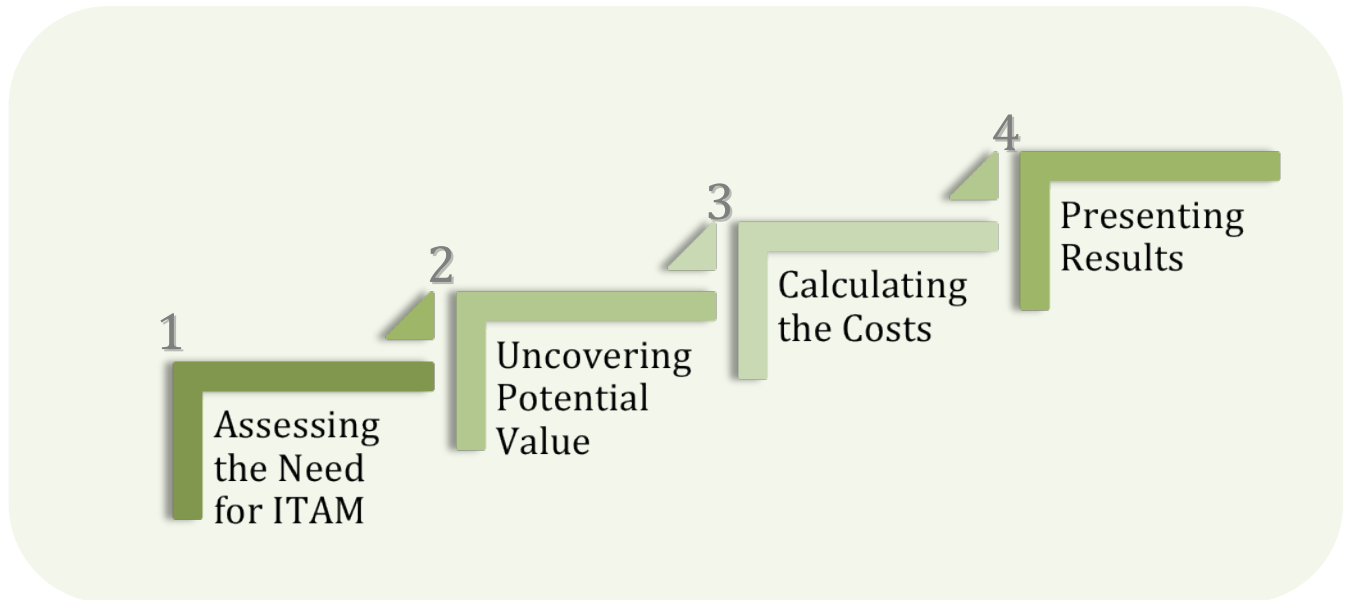 1
Assessing
the Need
for ITAM
2
Uncovering
Potential
Value
3
Calculating
the Costs
4
Presenting
Results